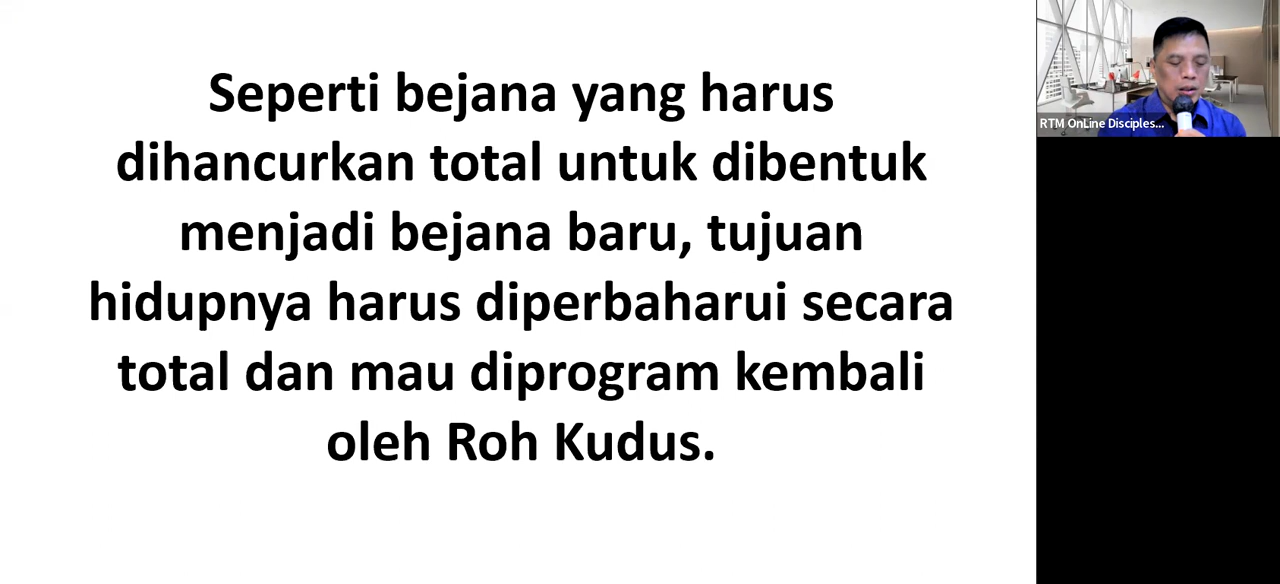 Seperti bejana yang harus
dihancurkan total untuk dibentuk
menjadi bejana baru, tujuan
hidupnya harus diperbaharui secara
total dan mau diprogram kembali
oleh Roh Kudus.
RTM OnLine Disciples...